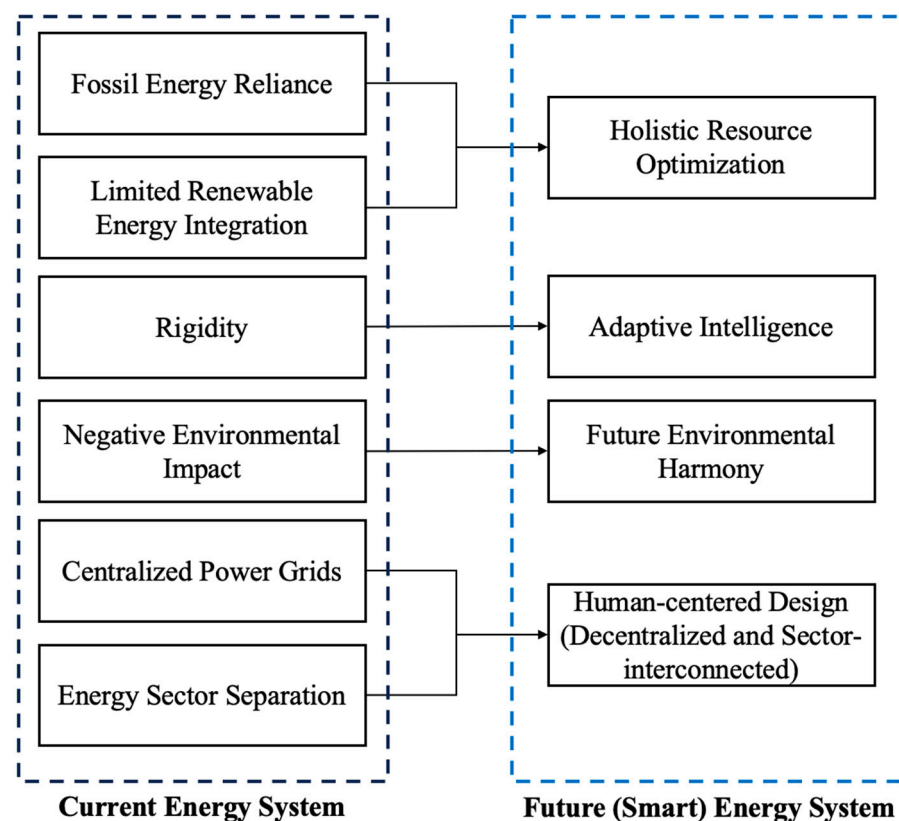 Fossil Energy Reliance
Limited Renewable
Energy Integration
Rigidity
Negative Environmental
Impact
Centralized Power Grids
Energy Sector Separation
Current Energy System
Holistic Resource
Optimization
Adaptive Intelligence
Future Environmental
Harmony
Human-centered Design
(Decentralized and Sector-
interconnected)
Future (Smart) Energy System